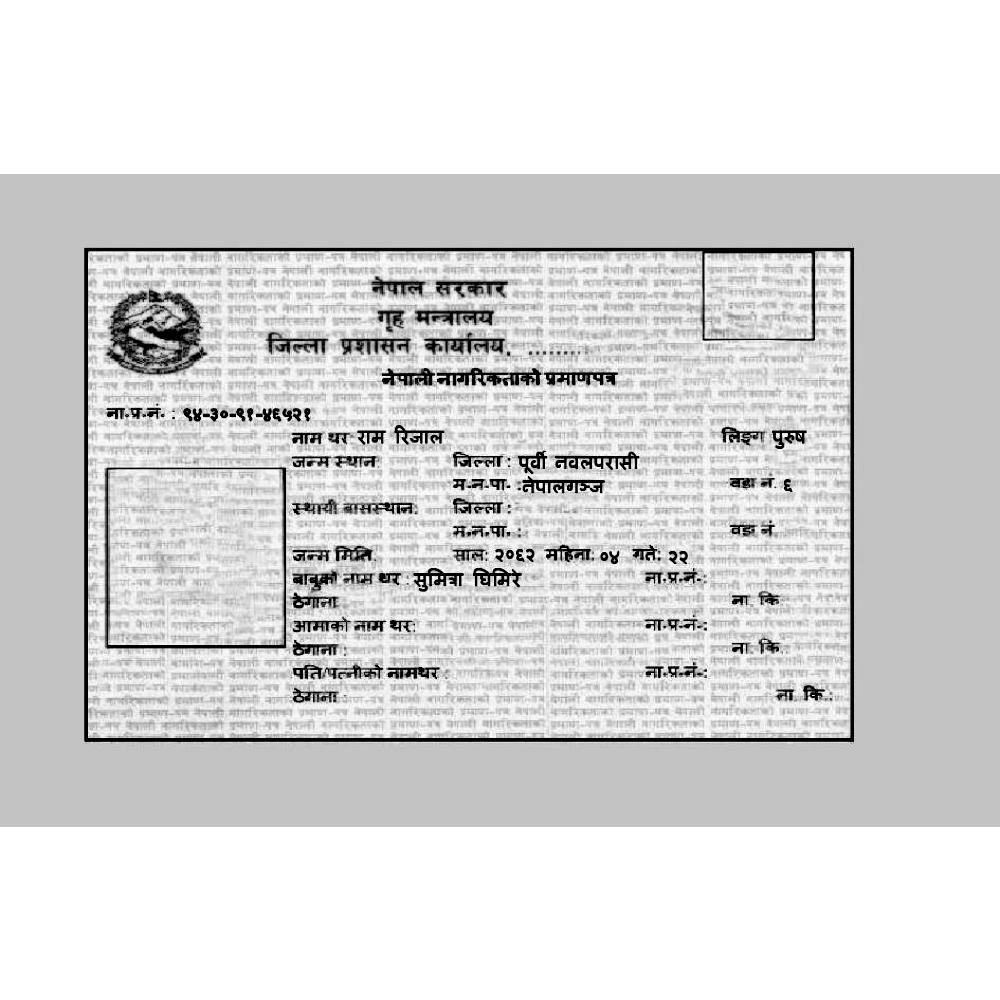 नेपाल सरकार
गृह मन्त्रालय
जिल्ला प्रशासन कार्यालय, .........
नेपाली नागरिकताको प्रमाणपत्र
ना.प्र.नं. : ९४-३०-९१-४६५२१
नाम थर राम रिजाल लिङ्ग पुरुष
जन्म स्थान: जिल्ला : पूर्वी नवलपरासी
म.न.पा. :नेपालगञ्ज वडा नं. ६
स्थायी बासस्थान: जिल्ला :
म.न.पा. : वडा नं
जन्म मिति साल: २०६२ महिना: ०४ गते: २२
बाबुको नाम थर : सुमित्रा घिमिरे ना.प्र.नं.:
ठेगाना ना. कि.
आमाको नाम थर: ना.प्र.नं.:
ठेगाना : ना. कि.:
पति/पत्नीको नामथर : ना.प्र.नं.:
ठेगाना : ना. कि.: